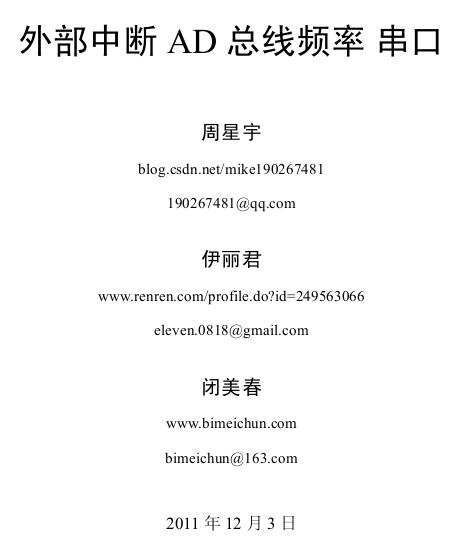 外部中断 AD 总线频率 串口
周星宇
blog.csdn.net/mike190267481
190267481@qq.com
伊丽君
www.renren.com/profile.do?id=249563066
eleven.0818@gmail.com
闭美春
www.bimeichun.com
bimeichun@163.com
2011 年 12 月 3 日